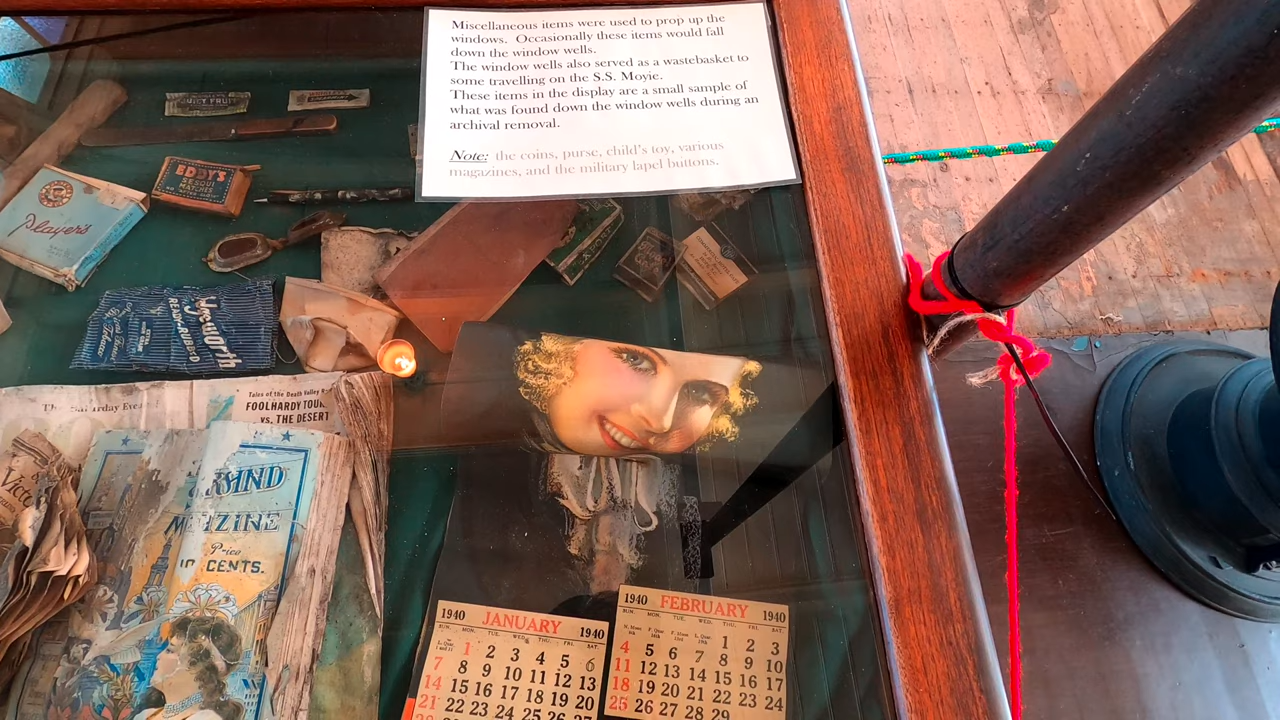 Miscellaneous items were used to prop up the
windows. Occasionally these items would fall
down the window wells.
The window wells also served as a wastebasket to
some travelling on the S.S. Moyie.
These items in the display are a small sample of
what was found down the window wells during an
archival removal.
Note: the coins, purse, child's toy, various
magazines, and the military lapel buttons.
JUICY FRUIT
EDDY'S
SESQUI
MATCHES
Player's
Wyworth
READY-RUBBED
Tales of the Death Valley
FOOLHARDY
vs. THE DESERT
MAGAZINE
Price
10 CENTS.
1940 JANUARY 1940
SUN. MON. TUE. WED. THU. FRI. SAT.
1 2 3 4 5 6
7 8 9 10 11 12 13
14 15 16 17 18 19 20
21 22 23 24 25 26 27
1940 FEBRUARY 1940
SUN. MON. TUE. WED. THU. FRI. SAT.
1 2 3
4 5 6 7 8 9 10
11 12 13 14 15 16 17
18 19 20 21 22 23 24
25 26 27 28 29